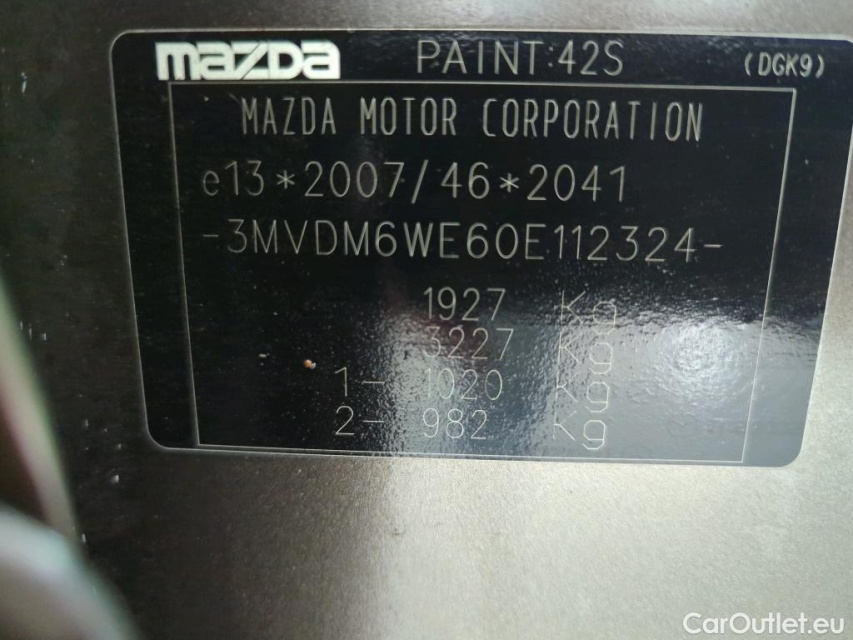 mazda PAINT:42S (DGK9)
MAZDA MOTOR CORPORATION
e13*2007/46*2041
-3MVDM6WE60E112324-
1927 Kg
3227 Kg
1- 1020 Kg
2- 982 Kg
CarOutlet.eu